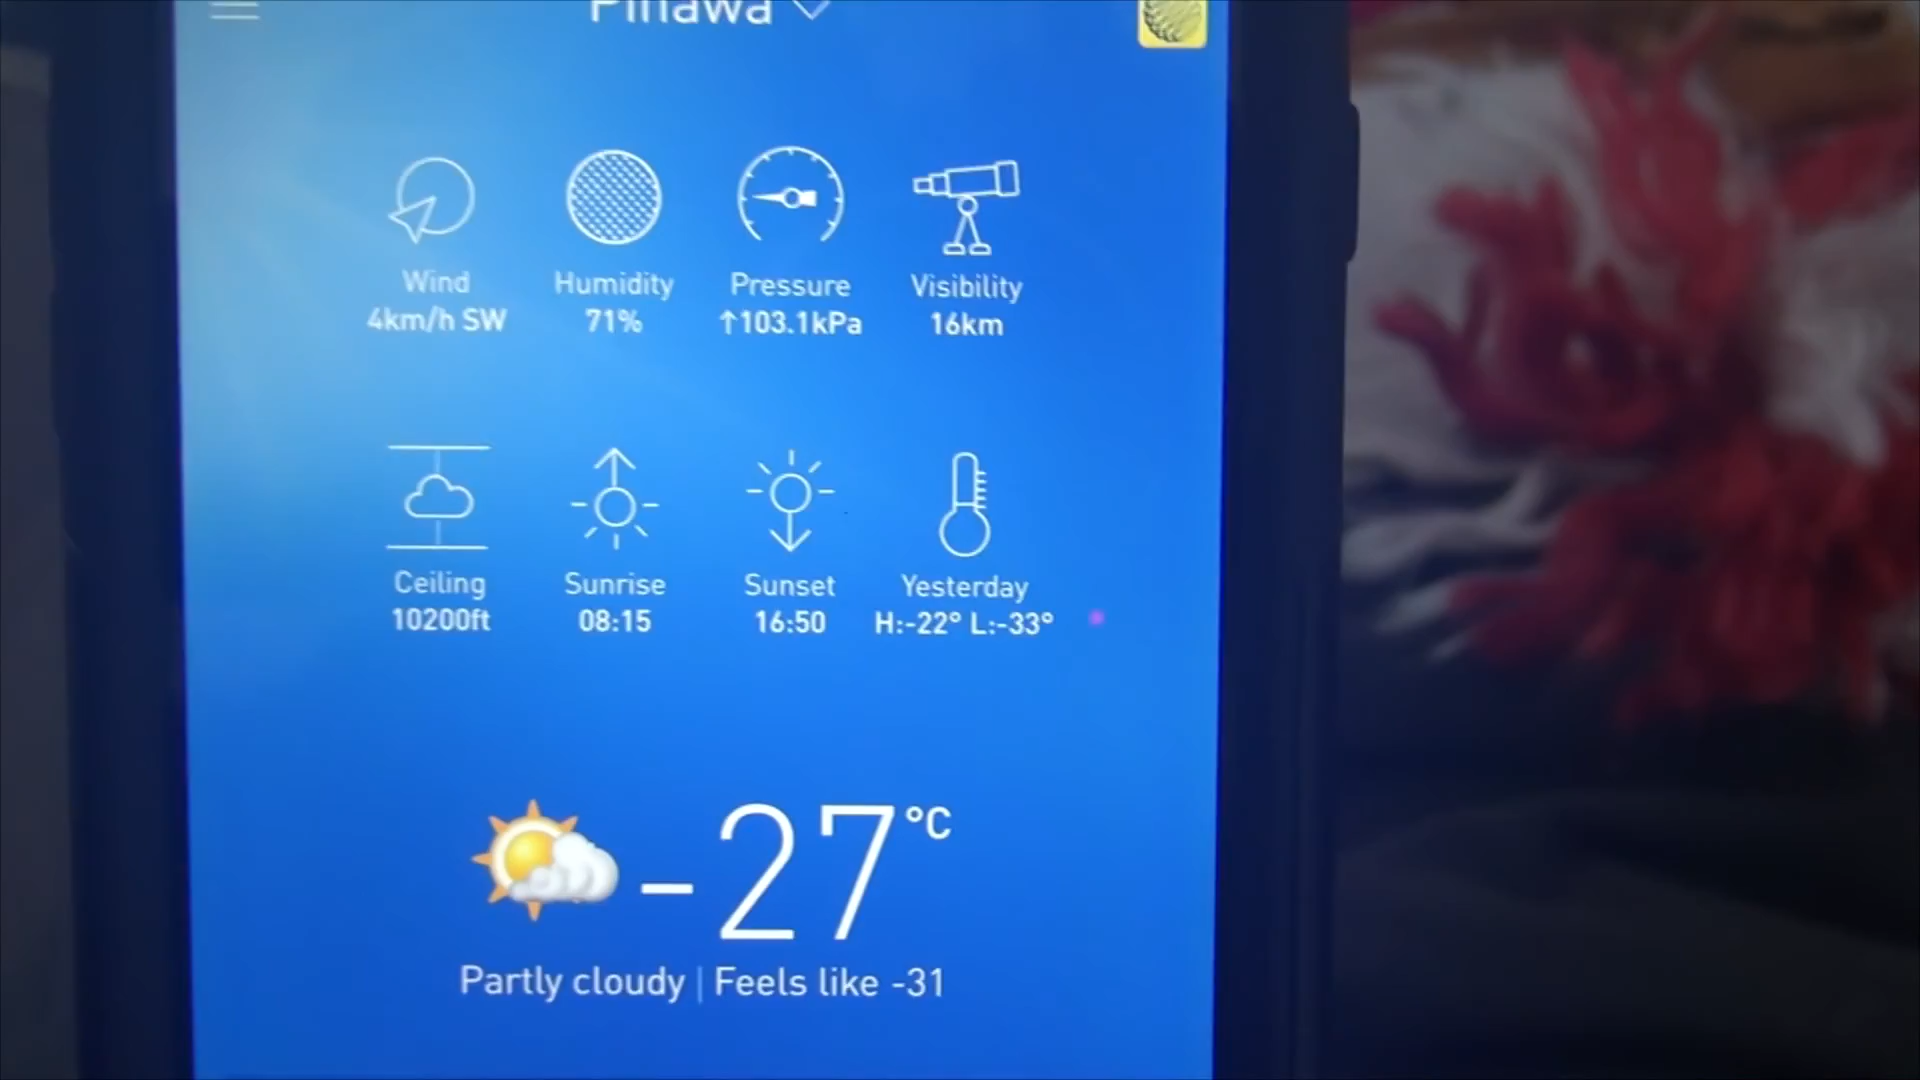 Pinawa
Wind
4km/h SW
Humidity
71%
Pressure
↑103.1kPa
Visibility
16km
Ceiling
10200ft
Sunrise
08:15
Sunset
16:50
Yesterday
H:-22° L:-33°
-27°C
Partly cloudy | Feels like -31